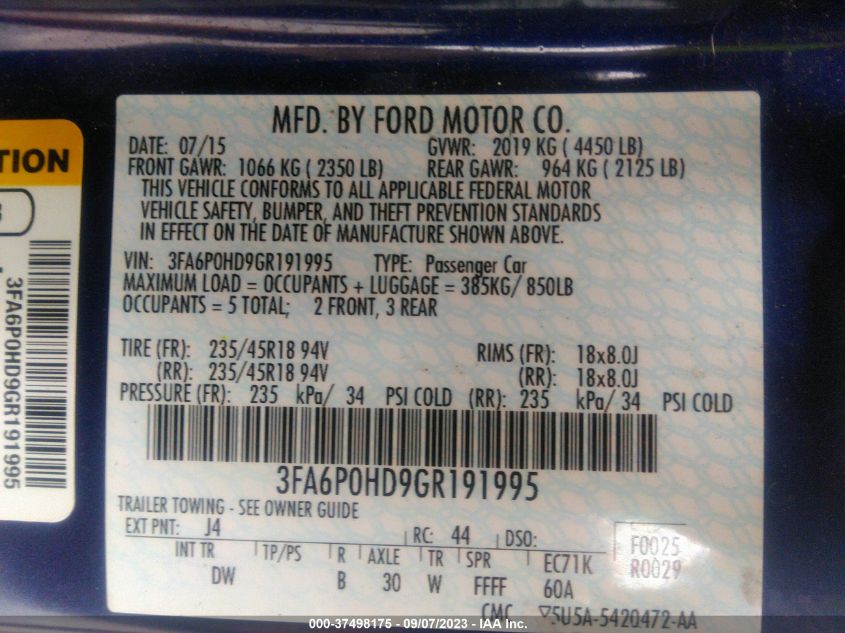 MFD. BY FORD MOTOR CO.
DATE: 07/15 GVWR: 2019 KG ( 4450 LB)
FRONT GAWR: 1066 KG ( 2350 LB) REAR GAWR: 964 KG ( 2125 LB)
THIS VEHICLE CONFORMS TO ALL APPLICABLE FEDERAL MOTOR
VEHICLE SAFETY, BUMPER, AND THEFT PREVENTION STANDARDS
IN EFFECT ON THE DATE OF MANUFACTURE SHOWN ABOVE.
VIN: 3FA6P0HD9GR191995 TYPE: Passenger Car
MAXIMUM LOAD = OCCUPANTS + LUGGAGE = 385KG/ 850LB
OCCUPANTS = 5 TOTAL; 2 FRONT, 3 REAR
TIRE (FR): 235/45R18 94V RIMS (FR): 18x8.0J
(RR): 235/45R18 94V (RR): 18x8.0J
PRESSURE (FR): 235 kPa/ 34 PSI COLD (RR): 235 kPa/ 34 PSI COLD
3FA6P0HD9GR191995
TRAILER TOWING - SEE OWNER GUIDE
EXT PNT: J4 RC: 44 DSO: F0025
R0029
INT TR TP/PS R AXLE TR SPR EC71K
DW B 30 W FFFF 60A
CMC 5U5A-5420472-AA
TION
3FA6P0HD9GR191995
000-37498175 - 09/07/2023 - IAA Inc.